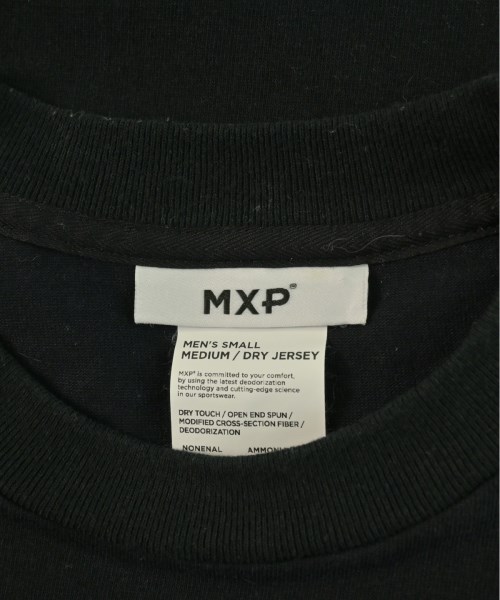 MXP®
MEN'S SMALL
MEDIUM / DRY JERSEY
MXP® is committed to your comfort,
by using the latest deodorization
technology and cutting-edge science
in our sportswear.
DRY TOUCH / OPEN END SPUN /
MODIFIED CROSS-SECTION FIBER /
DEODORIZATION
NONENAL